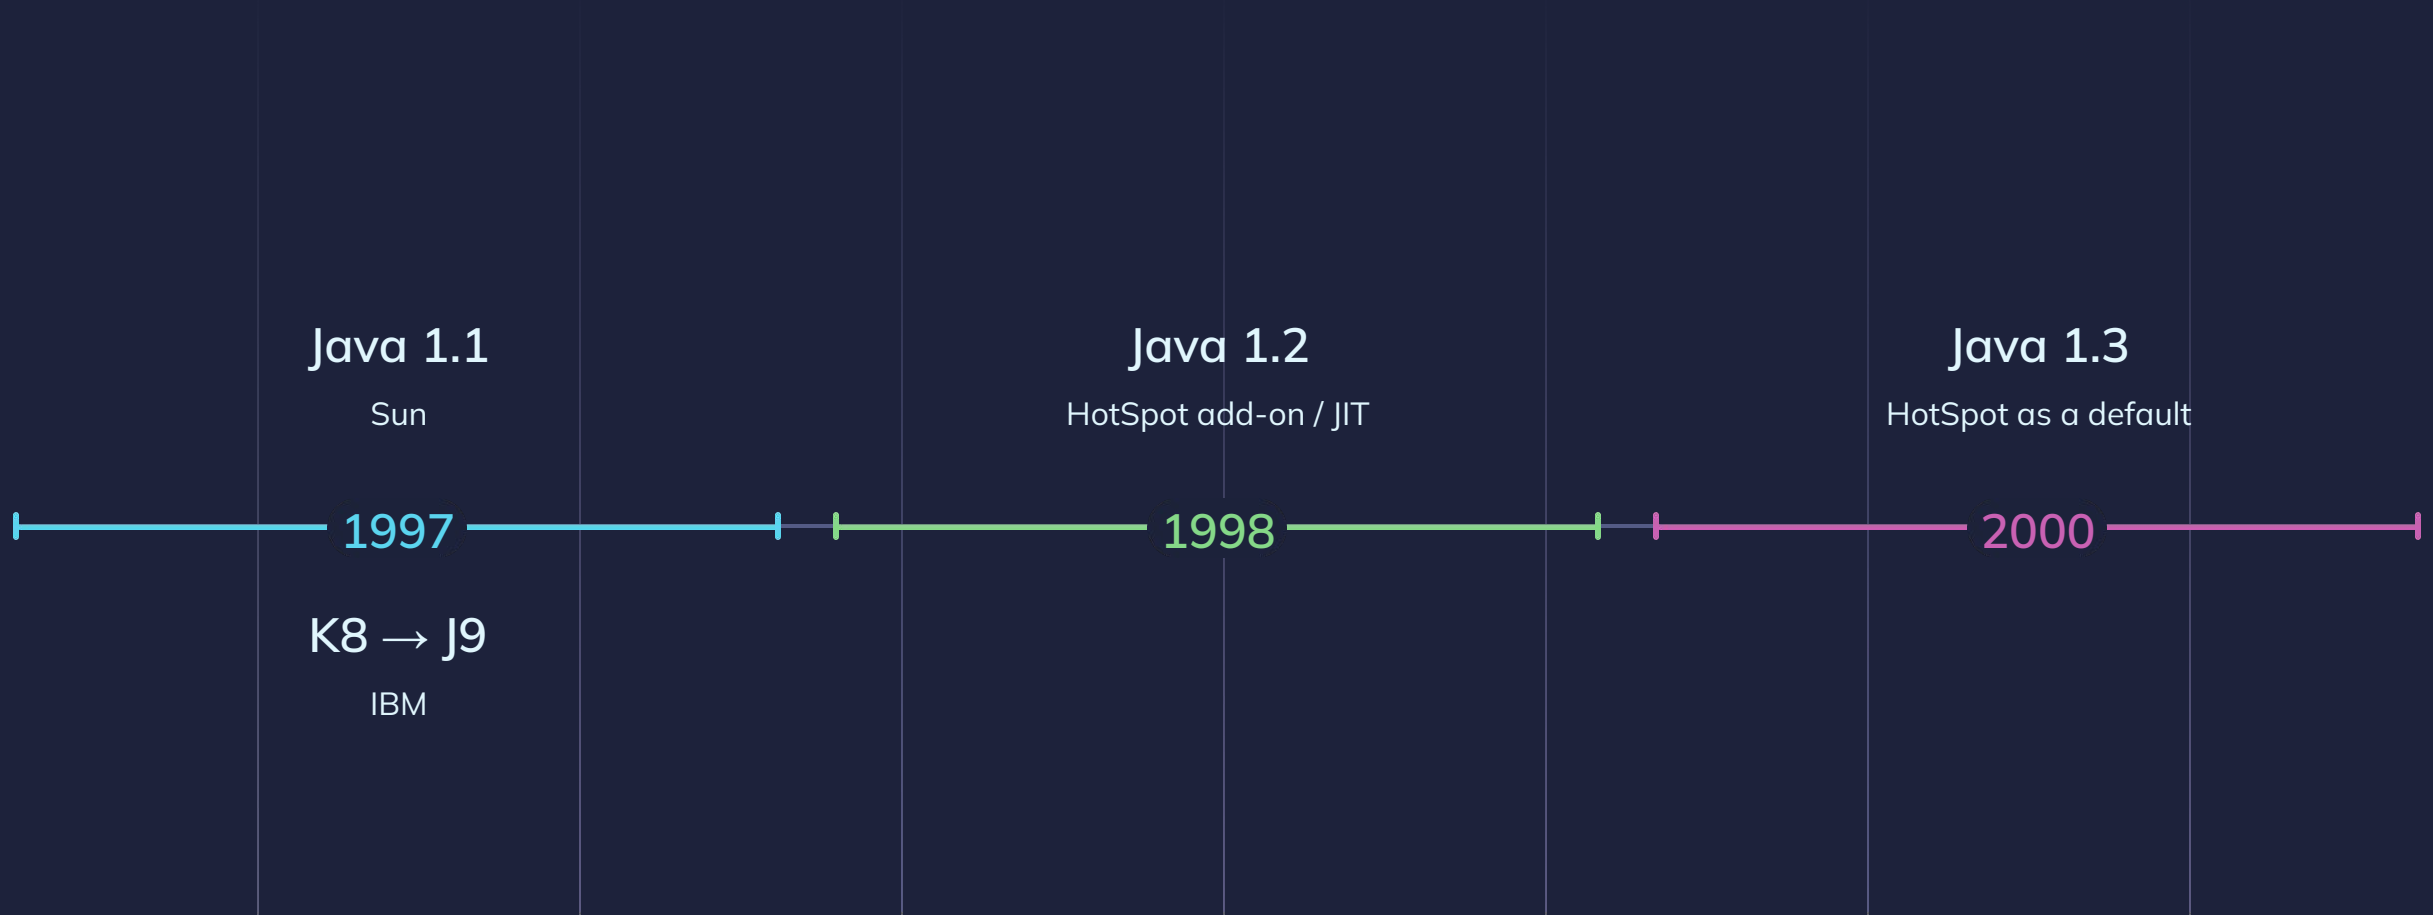 Java 1.1
Sun
1997
K8 → J9
IBM
Java 1.2
HotSpot add-on / JIT
1998
Java 1.3
HotSpot as a default
2000